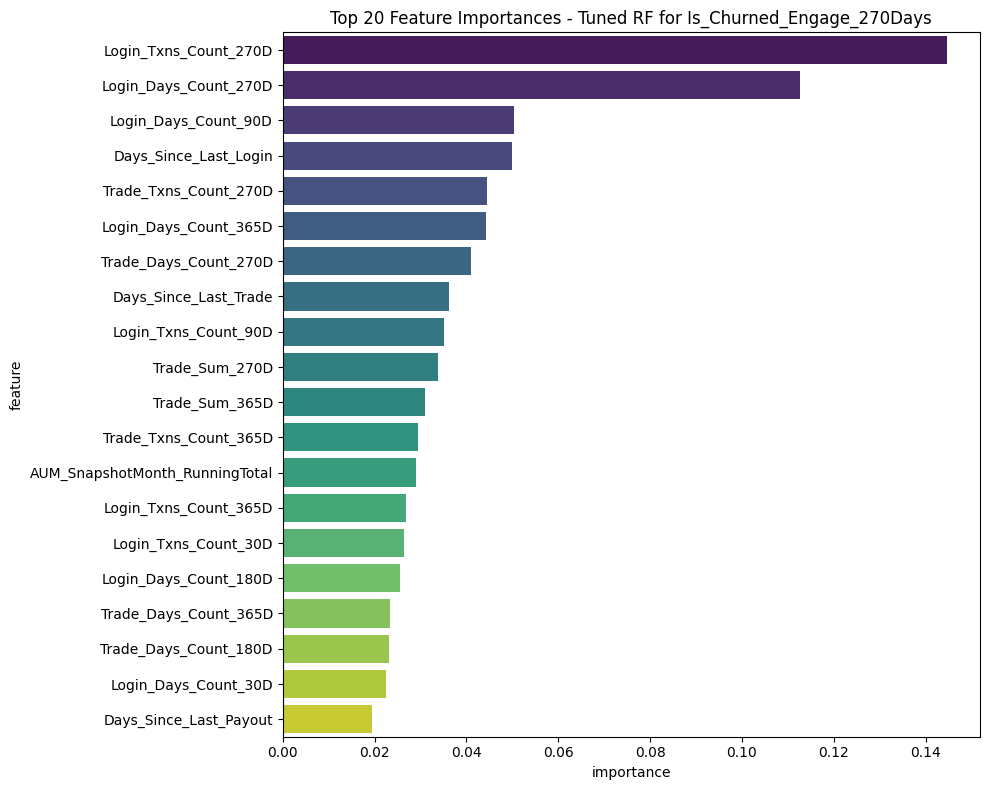 Top 20 Feature Importances - Tuned RF for Is_Churned_Engage_270Days
Login_Txns_Count_270D
Login_Days_Count_270D
Login_Days_Count_90D
Days_Since_Last_Login
Trade_Txns_Count_270D
Login_Days_Count_365D
Trade_Days_Count_270D
Days_Since_Last_Trade
Login_Txns_Count_90D
Trade_Sum_270D
Trade_Sum_365D
Trade_Txns_Count_365D
AUM_SnapshotMonth_RunningTotal
Login_Txns_Count_365D
Login_Txns_Count_30D
Login_Days_Count_180D
Trade_Days_Count_365D
Trade_Days_Count_180D
Login_Days_Count_30D
Days_Since_Last_Payout
feature
0.00 0.02 0.04 0.06 0.08 0.10 0.12 0.14
importance